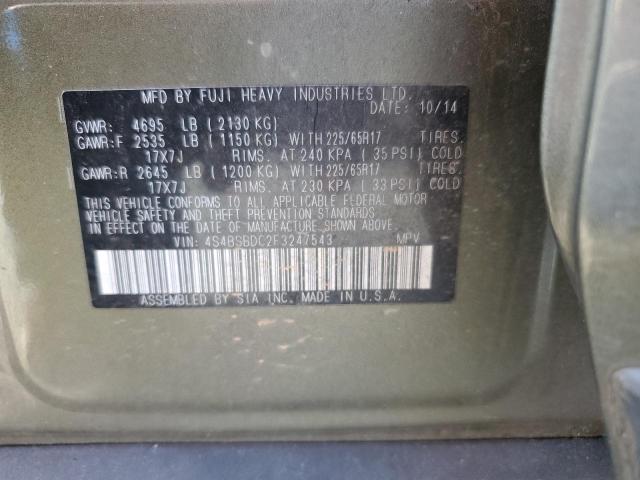 MFD BY FUJI HEAVY INDUSTRIES LTD.
DATE: 10/14
GVWR: 4695 LB (2130 KG)
GAWR:F 2535 LB (1150 KG) WITH 225/65R17 TIRES.
17X7J RIMS. AT 240 KPA (35 PSI) COLD
GAWR:R 2645 LB (1200 KG) WITH 225/65R17 TIRES.
17X7J RIMS. AT 230 KPA (33 PSI) COLD
THIS VEHICLE CONFORMS TO ALL APPLICABLE FEDERAL MOTOR
VEHICLE SAFETY AND THEFT PREVENTION STANDARDS
IN EFFECT ON THE DATE OF MANUFACTURE SHOWN ABOVE.
VIN: 4S4BSBDC2F3247543 MPV
ASSEMBLED BY SIA INC. MADE IN U.S.A.